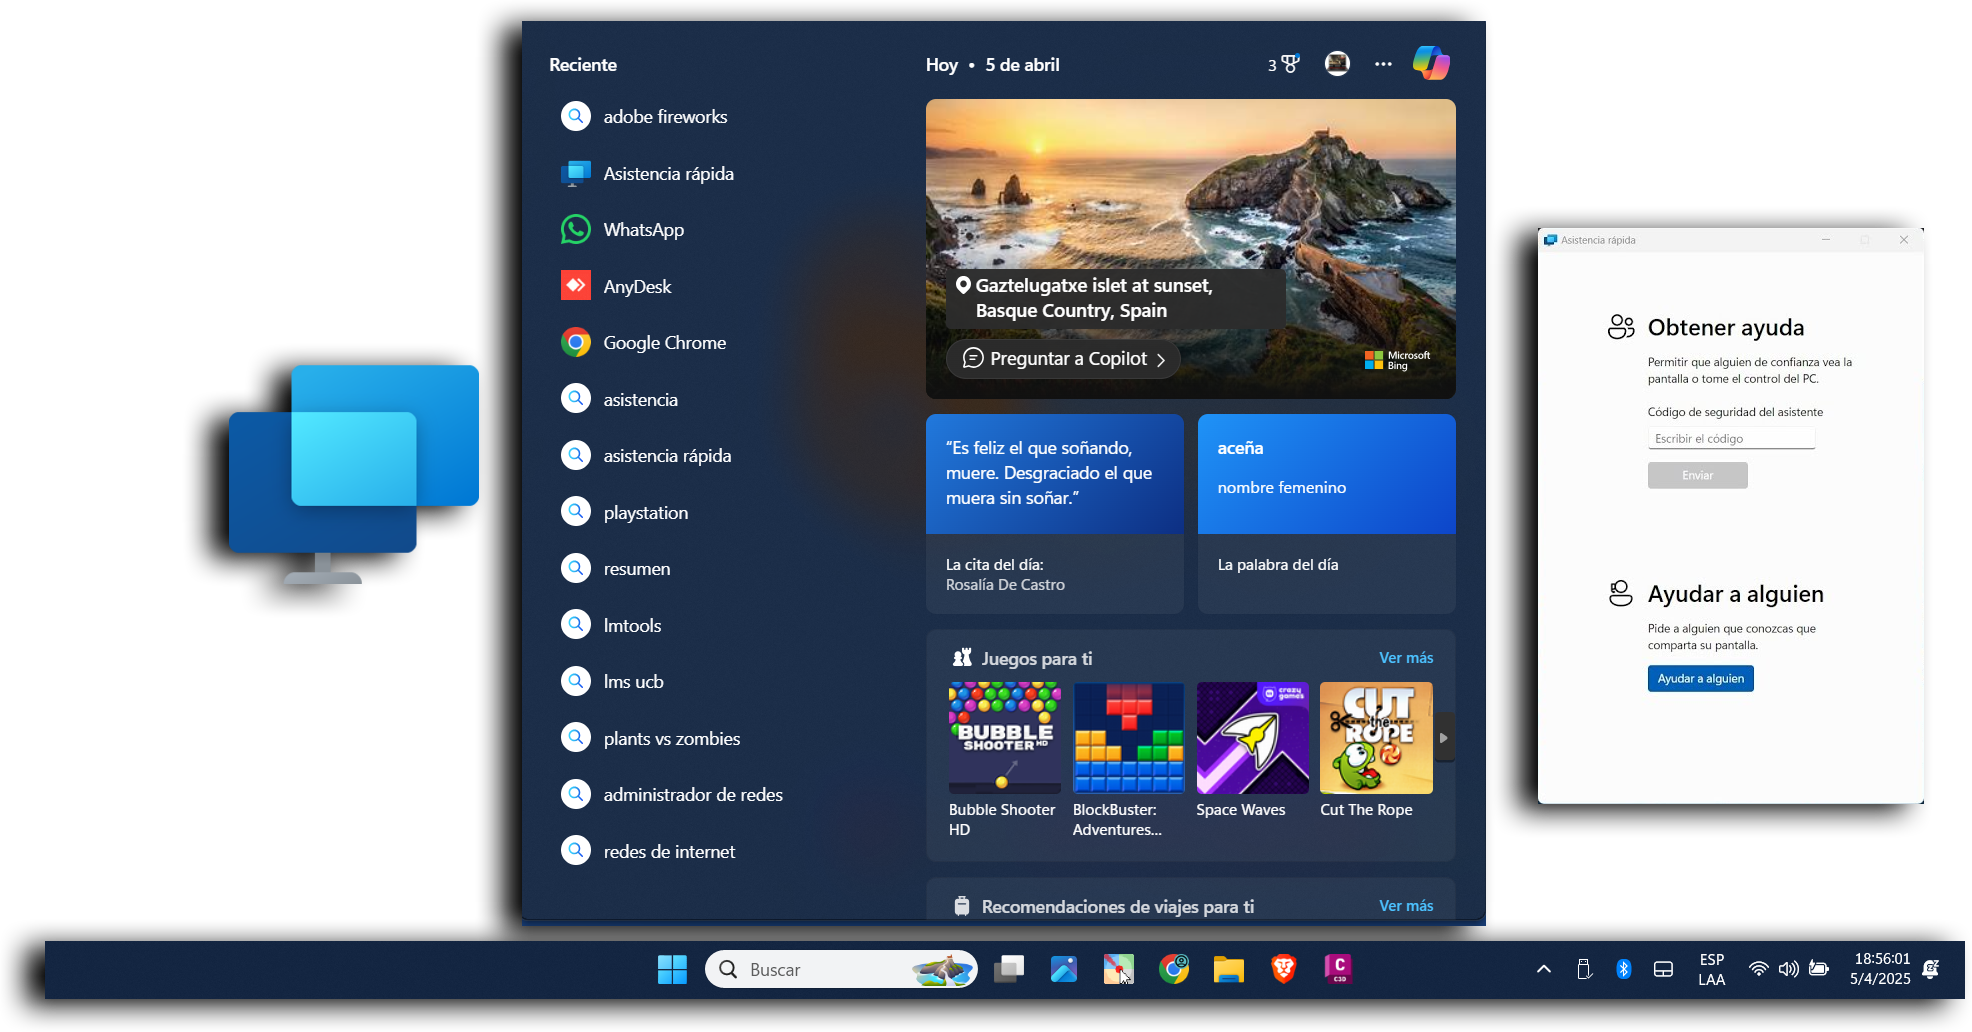 Reciente
adobe fireworks
Asistencia rápida
WhatsApp
AnyDesk
Google Chrome
asistencia
asistencia rápida
playstation
resumen
lmtools
lms ucb
plants vs zombies
administrador de redes
redes de internet
Hoy • 5 de abril
3
Gaztelugatxe islet at sunset,
Basque Country, Spain
Preguntar a Copilot
Microsoft
Bing
“Es feliz el que soñando,
muere. Desgraciado el que
muera sin soñar.”
La cita del día:
Rosalía De Castro
aceña
nombre femenino
La palabra del día
Juegos para ti
Ver más
BUBBLE
SHOOTER HD
crazy
games
CUT
the
ROPE
Bubble Shooter
HD
BlockBuster:
Adventures...
Space Waves
Cut The Rope
Recomendaciones de viajes para ti
Ver más
Asistencia rápida
Obtener ayuda
Permitir que alguien de confianza vea la
pantalla o tome el control del PC.
Código de seguridad del asistente
Escribir el código
Enviar
Ayudar a alguien
Pide a alguien que conozcas que
comparta su pantalla.
Ayudar a alguien
Buscar
C
C3D
ESP
LAA
18:56:01
5/4/2025